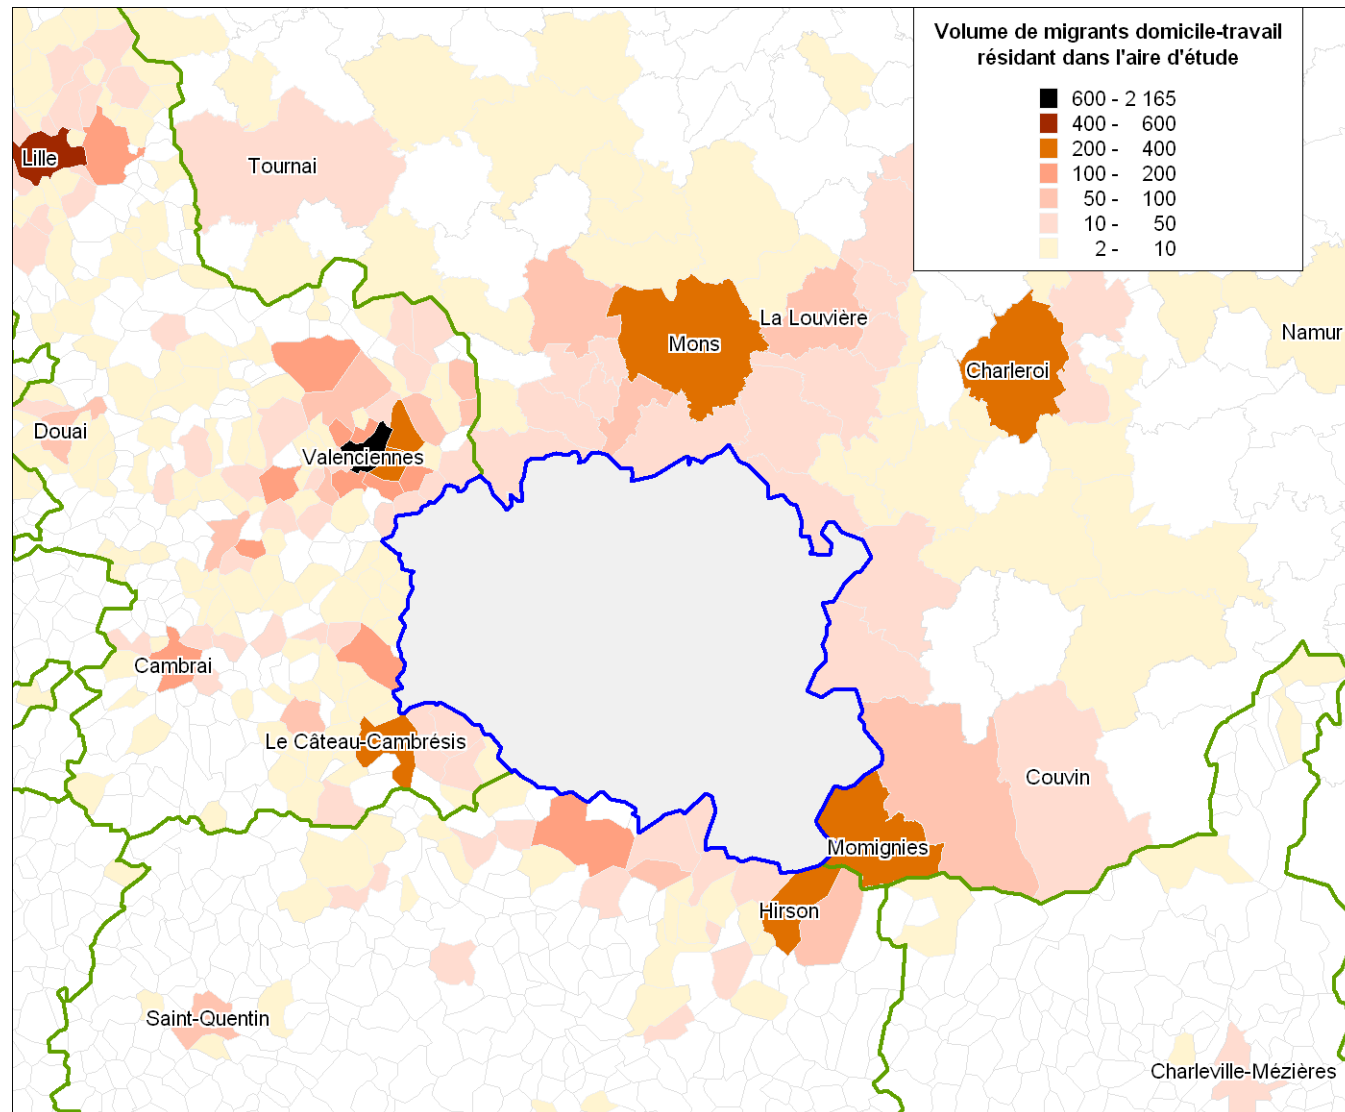 Volume de migrants domicile-travail
résidant dans l'aire d'étude
600 - 2 165
400 - 600
200 - 400
100 - 200
50 - 100
10 - 50
2 - 10
Lille
Tournai
La Louvière
Namur
Mons
Charleroi
Douai
Valenciennes
Cambrai
Le Câteau-Cambrésis
Couvin
Momignies
Hirson
Saint-Quentin
Charleville-Mézières